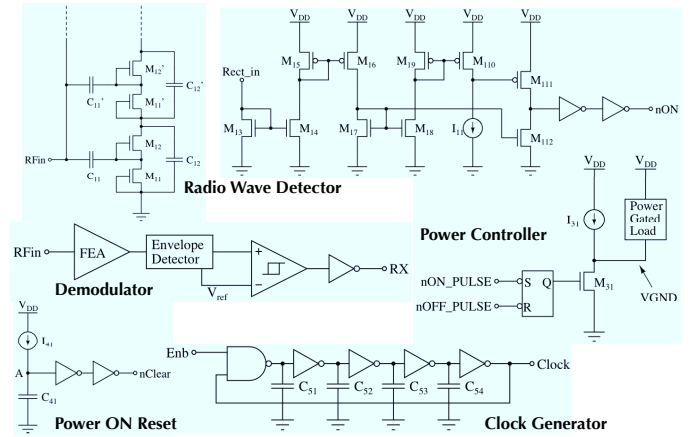 M12'
C11'
M11'
C12'
M12
RFin
C11
M11
C12
VDD
VDD
VDD
VDD
VDD
M15
M16
M19
M110
M111
Rect_in
M13
M14
M17
M18
I11
M112
nON
Radio Wave Detector
RFin
FEA
Envelope
Detector
+
−
Vref
RX
Demodulator
Power Controller
VDD
VDD
I31
Power
Gated
Load
nON_PULSE
S
Q
M31
nOFF_PULSE
R
VGND
VDD
I41
A
nClear
C41
Power ON Reset
Enb
Clock
C51
C52
C53
C54
Clock Generator